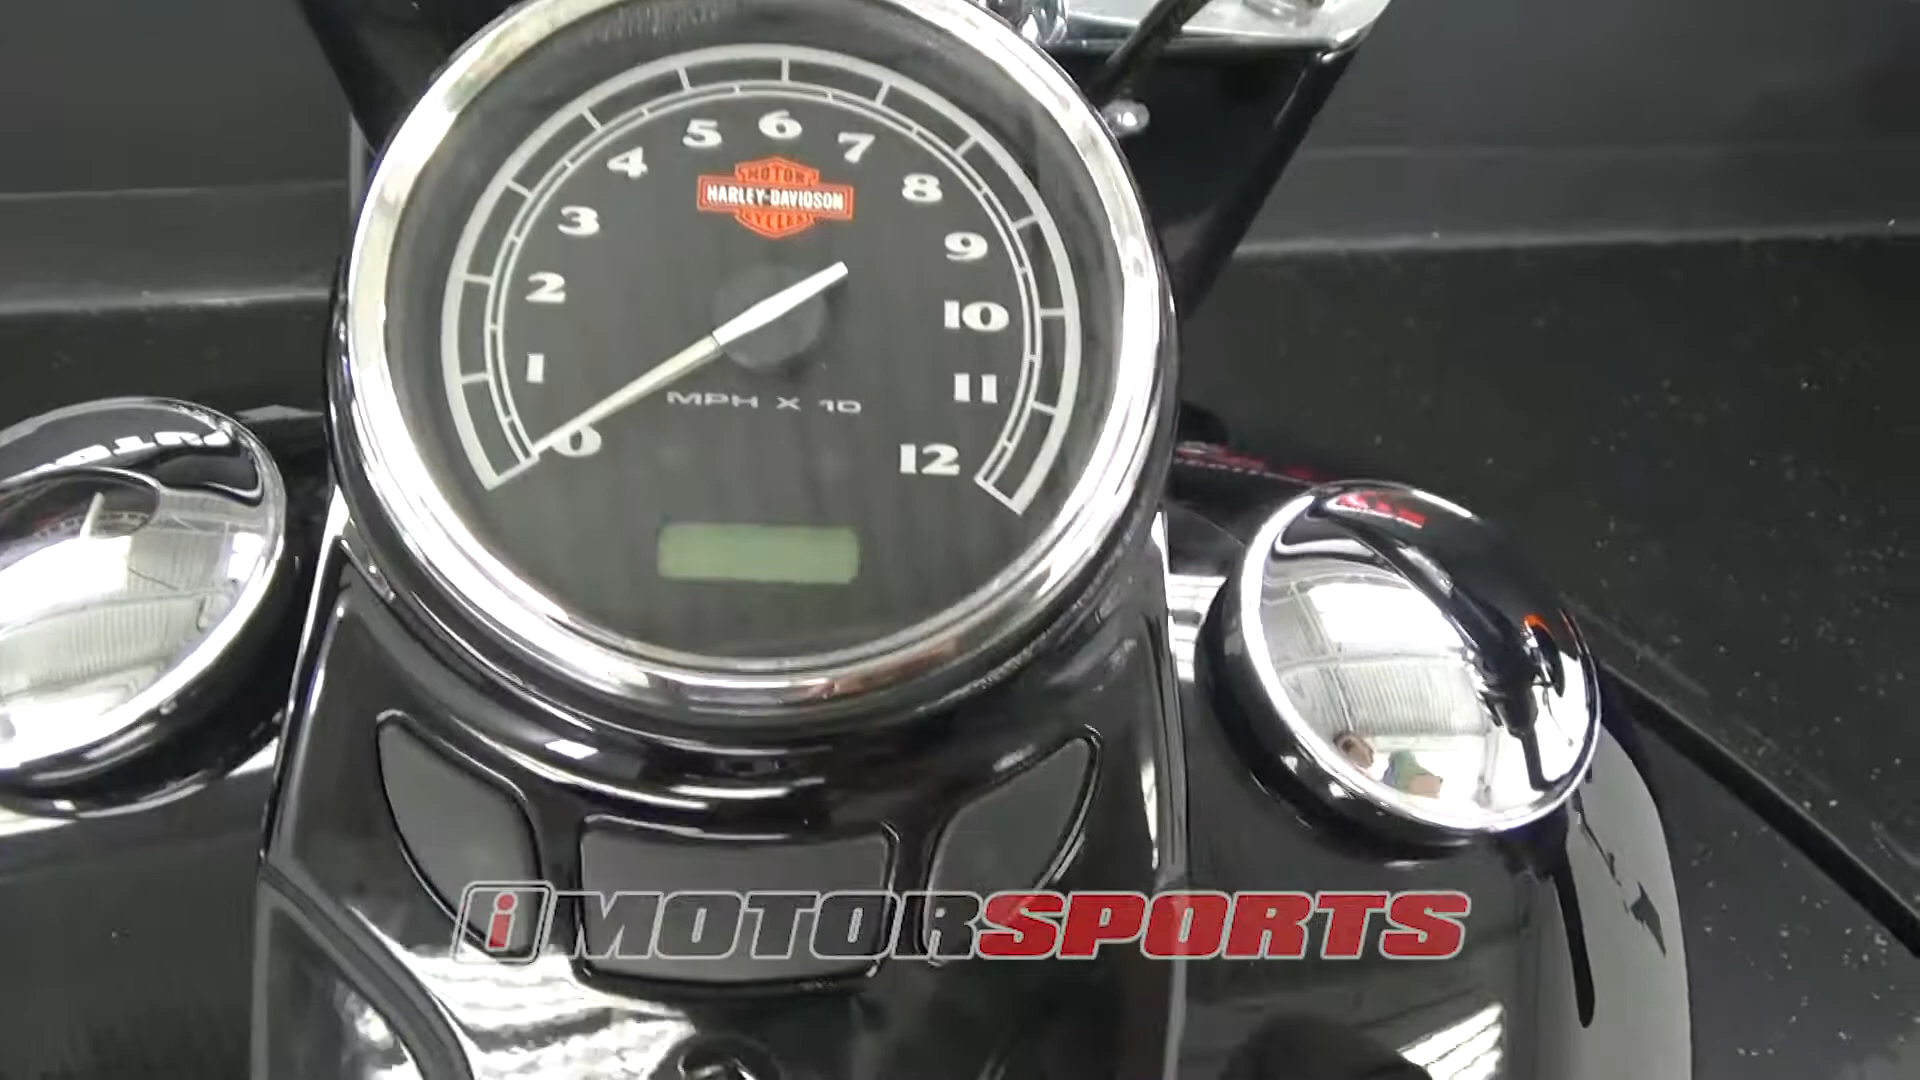 5 6 7
4 8
MOTOR
HARLEY-DAVIDSON
CYCLES
3 9
2 10
1 11
MPH X 10
0 12
i MOTORSPORTS